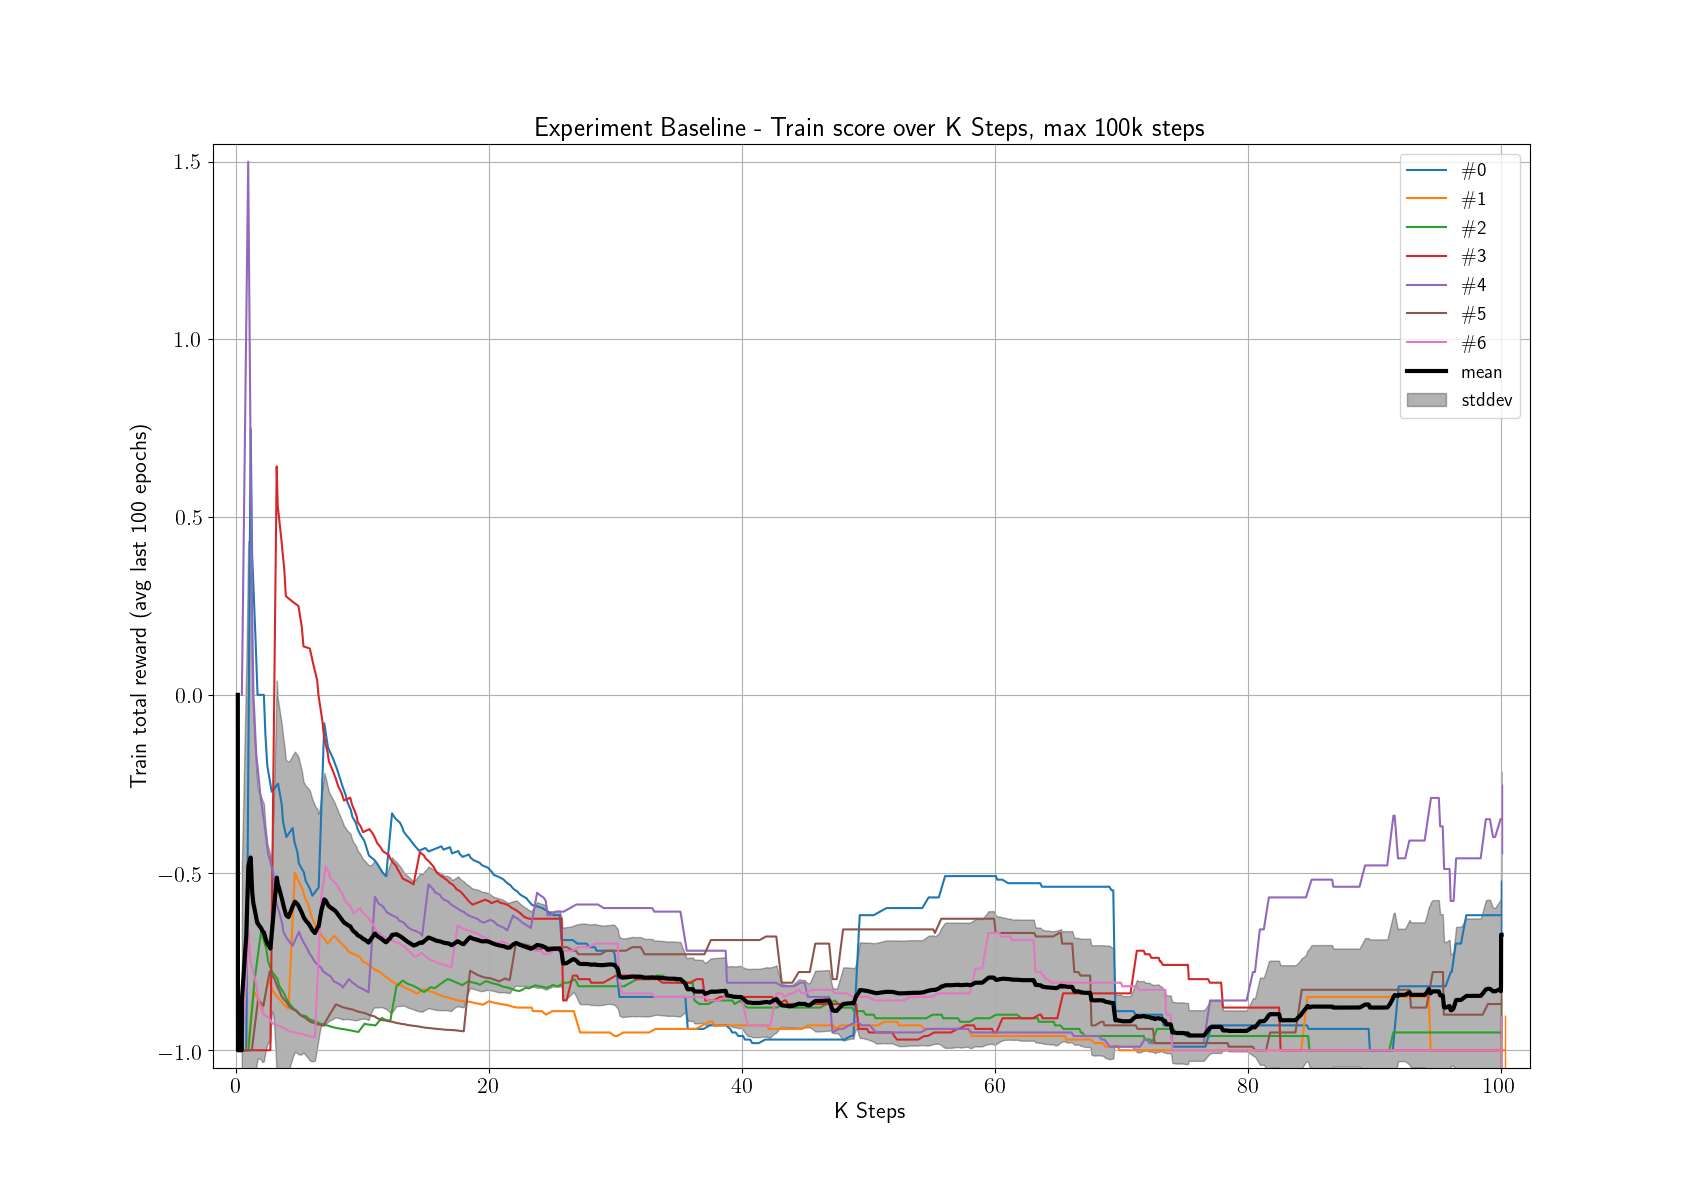 Experiment Baseline - Train score over K Steps, max 100k steps
1.5
1.0
0.5
0.0
−0.5
−1.0
Train total reward (avg last 100 epochs)
0 20 40 60 80 100
K Steps
#0
#1
#2
#3
#4
#5
#6
mean
stddev